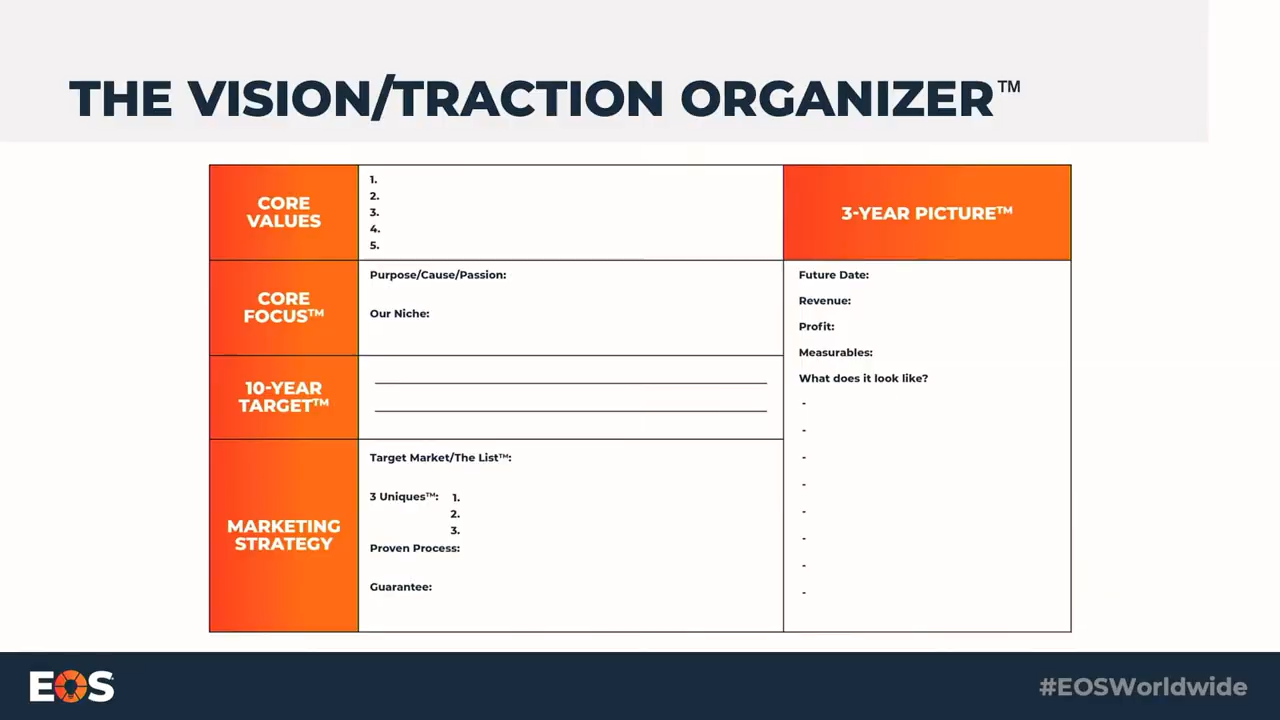 THE VISION/TRACTION ORGANIZER™
CORE
VALUES
1.
2.
3.
4.
5.
CORE
FOCUS™
Purpose/Cause/Passion:
Our Niche:
10-YEAR
TARGET™
MARKETING
STRATEGY
Target Market/The List™:
3 Uniques™: 1.
2.
3.
Proven Process:
Guarantee:
3-YEAR PICTURE™
Future Date:
Revenue:
Profit:
Measurables:
What does it look like?
-
-
-
-
-
-
-
-
EOS
#EOSWorldwide